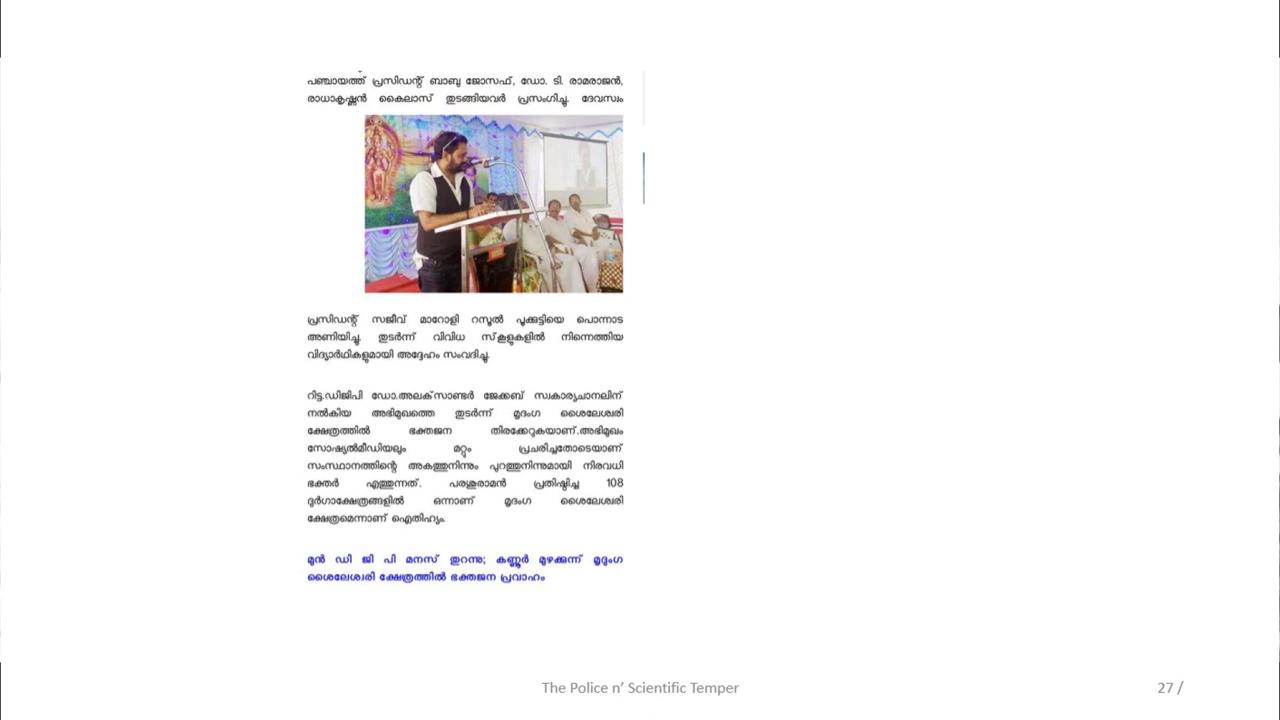 പഞ്ചായത്ത് പ്രസിഡന്റ് ബാബു ജോസഫ്, ഡോ. ടി. രാമരാജൻ,
രാധാകൃഷ്ണൻ കൈലാസ് തുടങ്ങിയവർ പ്രസംഗിച്ചു. ദേവസ്വം
പ്രസിഡന്റ് സജീവ് മാറോളി റസൂൽ പൂക്കുട്ടിയെ പൊന്നാട
അണിയിച്ചു. തുടർന്ന് വിവിധ സ്കൂളുകളിൽ നിന്നെത്തിയ
വിദ്യാർഥികളുമായി അദ്ദേഹം സംവദിച്ചു.
റിട്ട.ഡിജിപി ഡോ.അലക്സാണ്ടർ ജേക്കബ് സ്വകാര്യചാനലിന്
നൽകിയ അഭിമുഖത്തെ തുടർന്ന് മൃദംഗ ശൈലേശ്വരി
ക്ഷേത്രത്തിൽ ഭക്തജന തിരക്കേറുകയാണ്.അഭിമുഖം
സോഷ്യൽമീഡിയലും മറ്റും പ്രചരിച്ചതോടെയാണ്
സംസ്ഥാനത്തിന്റെ അകത്തുനിന്നും പുറത്തുനിന്നുമായി നിരവധി
ഭക്തർ എത്തുന്നത്. പരശുരാമൻ പ്രതിഷ്ഠിച്ച 108
ദുർഗാക്ഷേത്രങ്ങളിൽ ഒന്നാണ് മൃദംഗ ശൈലേശ്വരി
ക്ഷേത്രമെന്നാണ് ഐതിഹ്യം.
മുൻ ഡി ജി പി മനസ് തുറന്നു; കണ്ണൂർ മുഴക്കുന്ന് മൃദുംഗ
ശൈലേശ്വരി ക്ഷേത്രത്തിൽ ഭക്തജന പ്രവാഹം
The Police n’ Scientific Temper
27 /